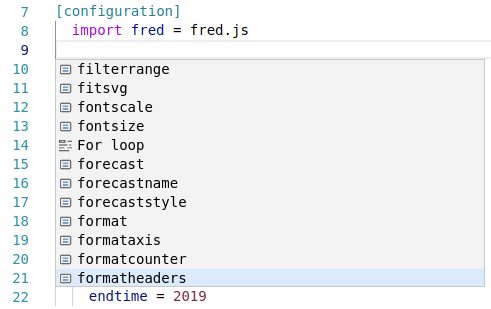 7 [configuration]
8 import fred = fred.js
9
10 filterrange
11 fitsvg
12 fontscale
13 fontsize
14 For loop
15 forecast
16 forecastname
17 forecaststyle
18 format
19 formataxis
20 formatcounter
21 formatheaders
22 endtime = 2019